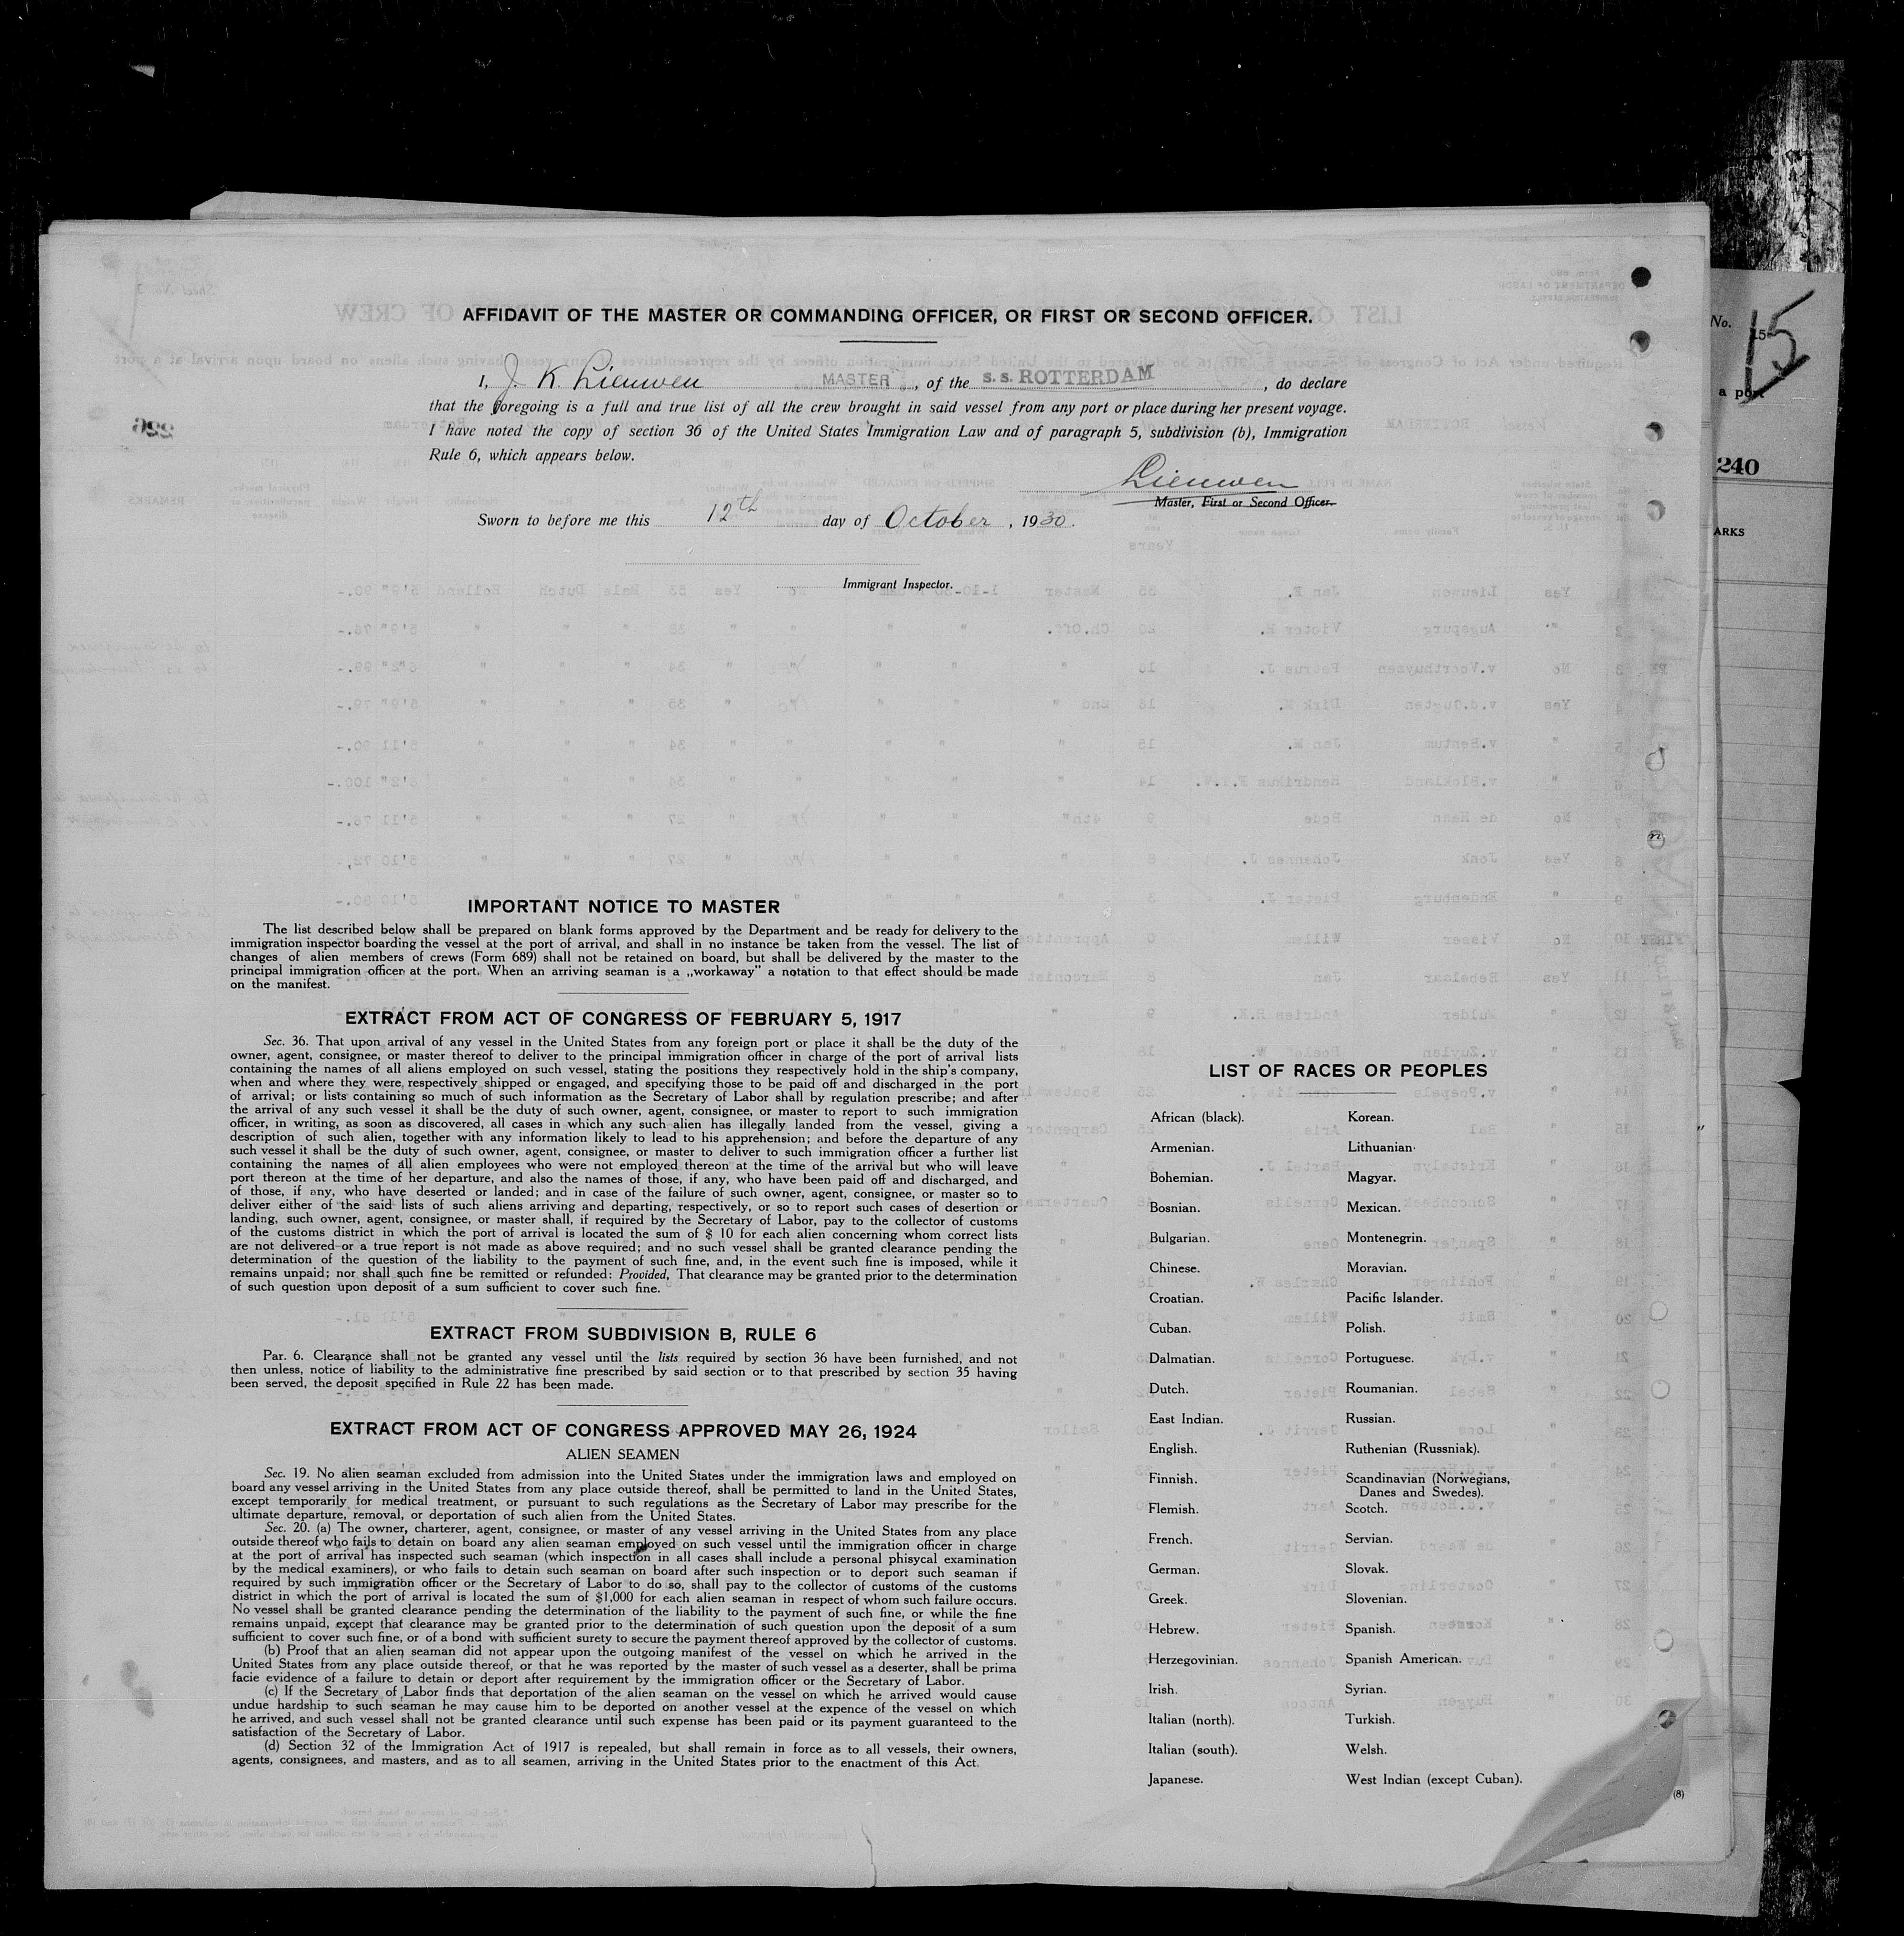 AFFIDAVIT OF THE MASTER OR COMMANDING OFFICER, OR FIRST OR SECOND OFFICER.
I, J. K. Lieuwen MASTER, of the s.s. ROTTERDAM, do declare
that the foregoing is a full and true list of all the crew brought in said vessel from any port or place during her present voyage.
I have noted the copy of section 36 of the United States Immigration Law and of paragraph 5, subdivision (b), Immigration
Rule 6, which appears below.
Lieuwen
Master, First or Second Officer.
Sworn to before me this 12th day of October, 1930.
Immigrant Inspector.
IMPORTANT NOTICE TO MASTER
The list described below shall be prepared on blank forms approved by the Department and be ready for delivery to the
immigration inspector boarding the vessel at the port of arrival, and shall in no instance be taken from the vessel. The list of
changes of alien members of crews (Form 689) shall not be retained on board, but shall be delivered by the master to the
principal immigration officer at the port. When an arriving seaman is a „workaway" a notation to that effect should be made
on the manifest.
EXTRACT FROM ACT OF CONGRESS OF FEBRUARY 5, 1917
Sec. 36. That upon arrival of any vessel in the United States from any foreign port or place it shall be the duty of the
owner, agent, consignee, or master thereof to deliver to the principal immigration officer in charge of the port of arrival lists
containing the names of all aliens employed on such vessel, stating the positions they respectively hold in the ship's company,
when and where they were respectively shipped or engaged, and specifying those to be paid off and discharged in the port
of arrival; or lists containing so much of such information as the Secretary of Labor shall by regulation prescribe; and after
the arrival of any such vessel it shall be the duty of such owner, agent, consignee, or master to report to such immigration
officer, in writing, as soon as discovered, all cases in which any such alien has illegally landed from the vessel, giving a
description of such alien, together with any information likely to lead to his apprehension; and before the departure of any
such vessel it shall be the duty of such owner, agent, consignee, or master to deliver to such immigration officer a further list
containing the names of all alien employees who were not employed thereon at the time of the arrival but who will leave
port thereon at the time of her departure, and also the names of those, if any, who have been paid off and discharged, and
of those, if any, who have deserted or landed; and in case of the failure of such owner, agent, consignee, or master so to
deliver either of the said lists of such aliens arriving and departing, respectively, or so to report such cases of desertion or
landing, such owner, agent, consignee, or master shall, if required by the Secretary of Labor, pay to the collector of customs
of the customs district in which the port of arrival is located the sum of $ 10 for each alien concerning whom correct lists
are not delivered or a true report is not made as above required; and no such vessel shall be granted clearance pending the
determination of the question of the liability to the payment of such fine, and, in the event such fine is imposed, while it
remains unpaid; nor shall such fine be remitted or refunded: Provided, That clearance may be granted prior to the determination
of such question upon deposit of a sum sufficient to cover such fine.
EXTRACT FROM SUBDIVISION B, RULE 6
Par. 6. Clearance shall not be granted any vessel until the lists required by section 36 have been furnished, and not
then unless, notice of liability to the administrative fine prescribed by said section or to that prescribed by section 35 having
been served, the deposit specified in Rule 22 has been made.
EXTRACT FROM ACT OF CONGRESS APPROVED MAY 26, 1924
ALIEN SEAMEN
Sec. 19. No alien seaman excluded from admission into the United States under the immigration laws and employed on
board any vessel arriving in the United States from any place outside thereof, shall be permitted to land in the United States,
except temporarily for medical treatment, or pursuant to such regulations as the Secretary of Labor may prescribe for the
ultimate departure, removal, or deportation of such alien from the United States.
Sec. 20. (a) The owner, charterer, agent, consignee, or master of any vessel arriving in the United States from any place
outside thereof who fails to detain on board any alien seaman employed on such vessel until the immigration officer in charge
at the port of arrival has inspected such seaman (which inspection in all cases shall include a personal phisycal examination
by the medical examiners), or who fails to detain such seaman on board after such inspection or to deport such seaman if
required by such immigration officer or the Secretary of Labor to do so, shall pay to the collector of customs of the customs
district in which the port of arrival is located the sum of $1,000 for each alien seaman in respect of whom such failure occurs.
No vessel shall be granted clearance pending the determination of the liability to the payment of such fine, or while the fine
remains unpaid, except that clearance may be granted prior to the determination of such question upon the deposit of a sum
sufficient to cover such fine, or of a bond with sufficient surety to secure the payment thereof approved by the collector of customs.
(b) Proof that an alien seaman did not appear upon the outgoing manifest of the vessel on which he arrived in the
United States from any place outside thereof, or that he was reported by the master of such vessel as a deserter, shall be prima
facie evidence of a failure to detain or deport after requirement by the immigration officer or the Secretary of Labor.
(c) If the Secretary of Labor finds that deportation of the alien seaman on the vessel on which he arrived would cause
undue hardship to such seaman he may cause him to be deported on another vessel at the expence of the vessel on which
he arrived, and such vessel shall not be granted clearance until such expense has been paid or its payment guaranteed to the
satisfaction of the Secretary of Labor.
(d) Section 32 of the Immigration Act of 1917 is repealed, but shall remain in force as to all vessels, their owners,
agents, consignees, and masters, and as to all seamen, arriving in the United States prior to the enactment of this Act.
LIST OF RACES OR PEOPLES
African (black). Korean.
Armenian. Lithuanian.
Bohemian. Magyar.
Bosnian. Mexican.
Bulgarian. Montenegrin.
Chinese. Moravian.
Croatian. Pacific Islander.
Cuban. Polish.
Dalmatian. Portuguese.
Dutch. Roumanian.
East Indian. Russian.
English. Ruthenian (Russniak).
Finnish. Scandinavian (Norwegians,
Danes and Swedes).
Flemish. Scotch.
French. Servian.
German. Slovak.
Greek. Slovenian.
Hebrew. Spanish.
Herzegovinian. Spanish American.
Irish. Syrian.
Italian (north). Turkish.
Italian (south). Welsh.
Japanese. West Indian (except Cuban).
No. 15
a port
240
ARKS
(8)